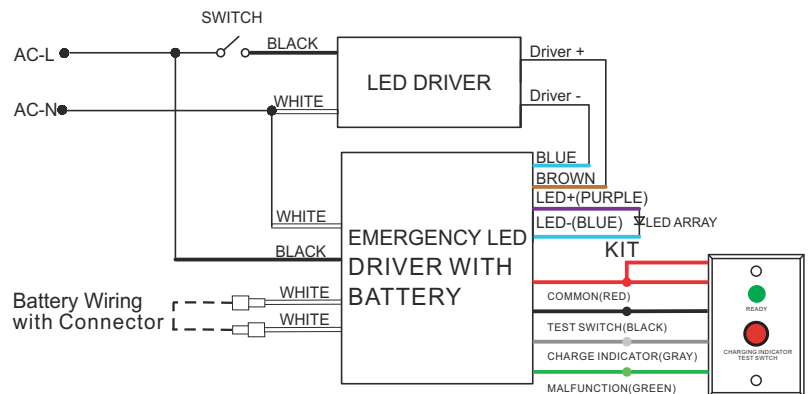 SWITCH
AC-L
BLACK
LED DRIVER
Driver +
AC-N
WHITE
Driver -
BLUE
BROWN
LED+(PURPLE)
WHITE
LED-(BLUE)
LED ARRAY
EMERGENCY LED
DRIVER WITH
BATTERY
BLACK
KIT
Battery Wiring
with Connector
WHITE
WHITE
COMMON(RED)
READY
TEST SWITCH(BLACK)
CHARGE INDICATOR(GRAY)
CHARGING INDICATOR
TEST SWTCH
MALFUNCTION(GREEN)